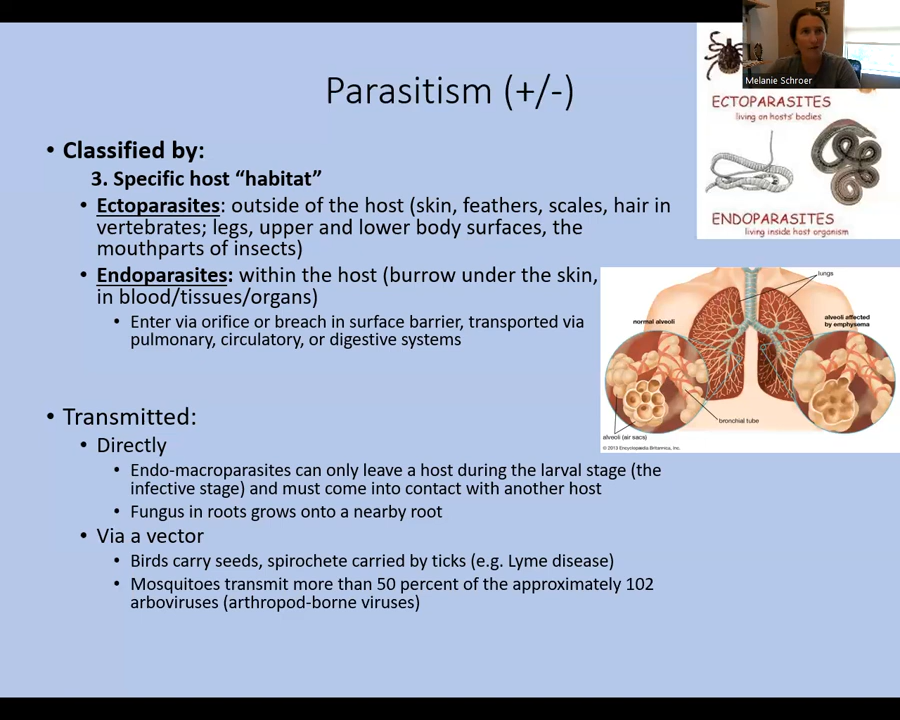 Melanie Schroer
Parasitism (+/-)
ECTOPARASITES
living on hosts' bodies
ENDOPARASITES
living inside host organism
• Classified by:
3. Specific host “habitat”
• Ectoparasites: outside of the host (skin, feathers, scales, hair in
vertebrates; legs, upper and lower body surfaces, the
mouthparts of insects)
• Endoparasites: within the host (burrow under the skin,
in blood/tissues/organs)
• Enter via orifice or breach in surface barrier, transported via
pulmonary, circulatory, or digestive systems
lungs
normal alveoli
alveoli affected
by emphysema
bronchial tube
alveoli (air sacs)
© 2013 Encyclopædia Britannica, Inc.
• Transmitted:
• Directly
• Endo-macroparasites can only leave a host during the larval stage (the
infective stage) and must come into contact with another host
• Fungus in roots grows onto a nearby root
• Via a vector
• Birds carry seeds, spirochete carried by ticks (e.g. Lyme disease)
• Mosquitoes transmit more than 50 percent of the approximately 102
arboviruses (arthropod-borne viruses)